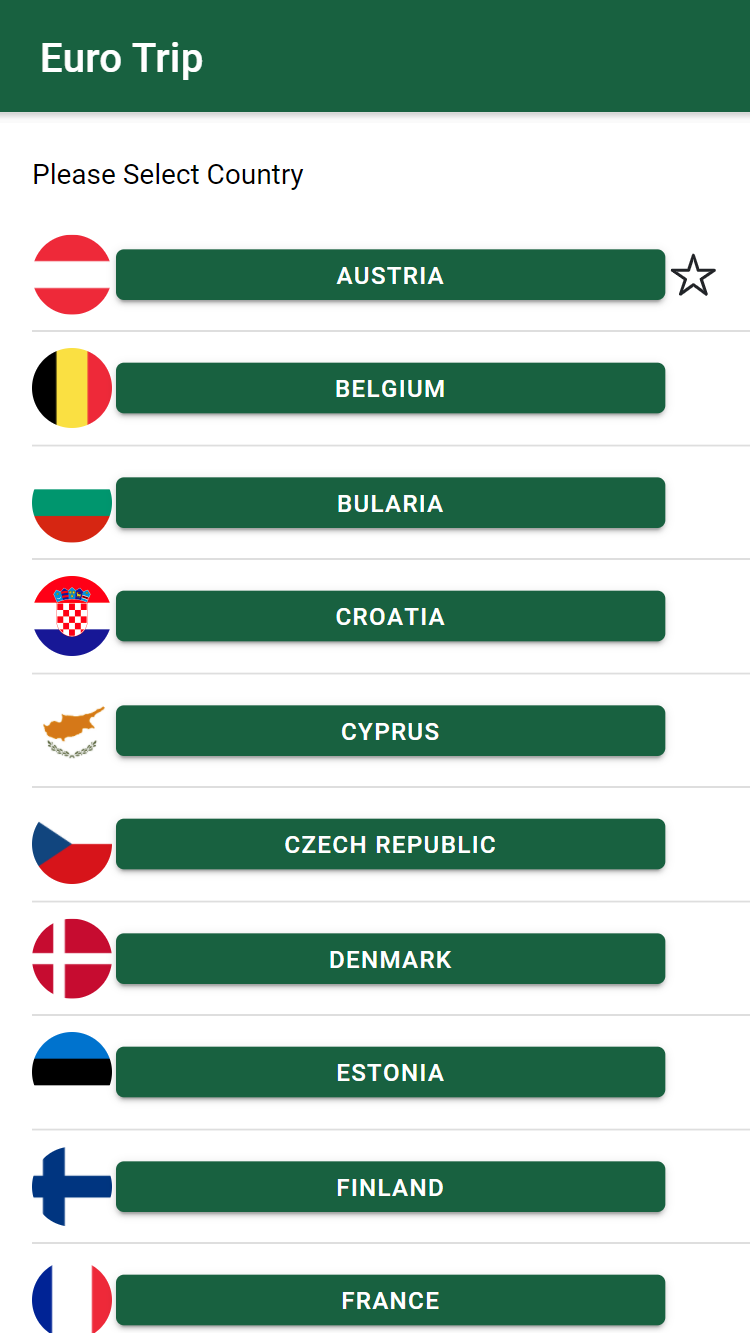 Euro Trip
Please Select Country
AUSTRIA
BELGIUM
BULARIA
CROATIA
CYPRUS
CZECH REPUBLIC
DENMARK
ESTONIA
FINLAND
FRANCE